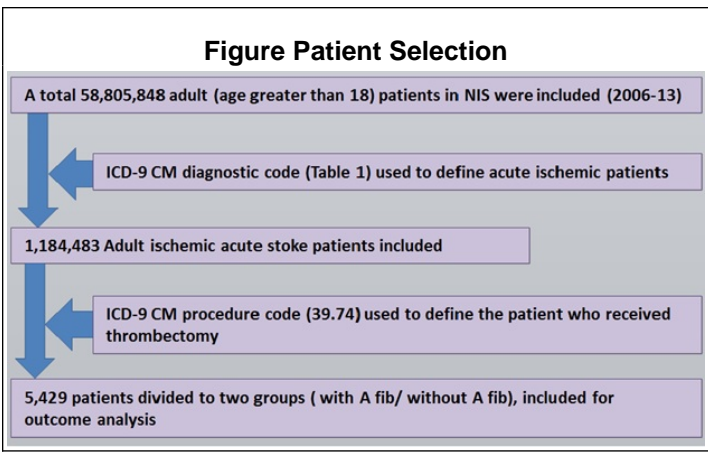 Figure Patient Selection
A total 58,805,848 adult (age greater than 18) patients in NIS were included (2006-13)
ICD-9 CM diagnostic code (Table 1) used to define acute ischemic patients
1,184,483 Adult ischemic acute stoke patients included
ICD-9 CM procedure code (39.74) used to define the patient who received
thrombectomy
5,429 patients divided to two groups ( with A fib/ without A fib), included for
outcome analysis